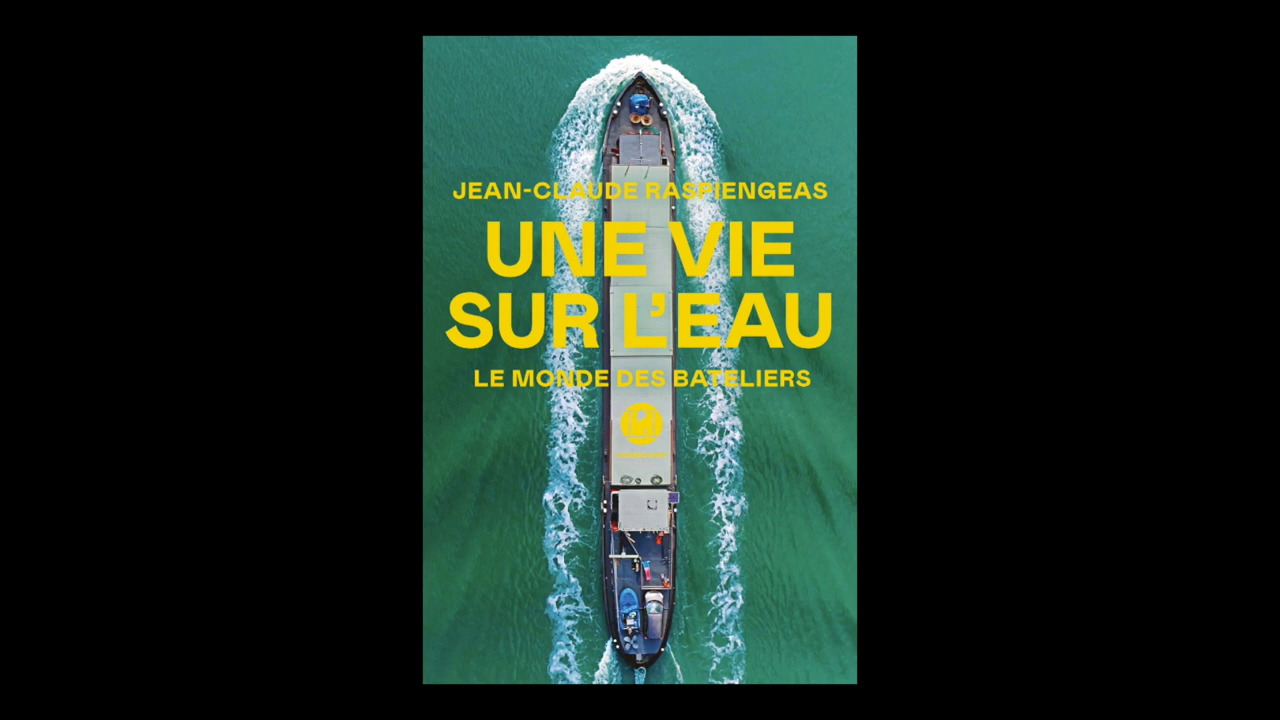 JEAN-CLAUDE RASPIENGEAS
UNE VIE
SUR L'EAU
LE MONDE DES BATELIERS